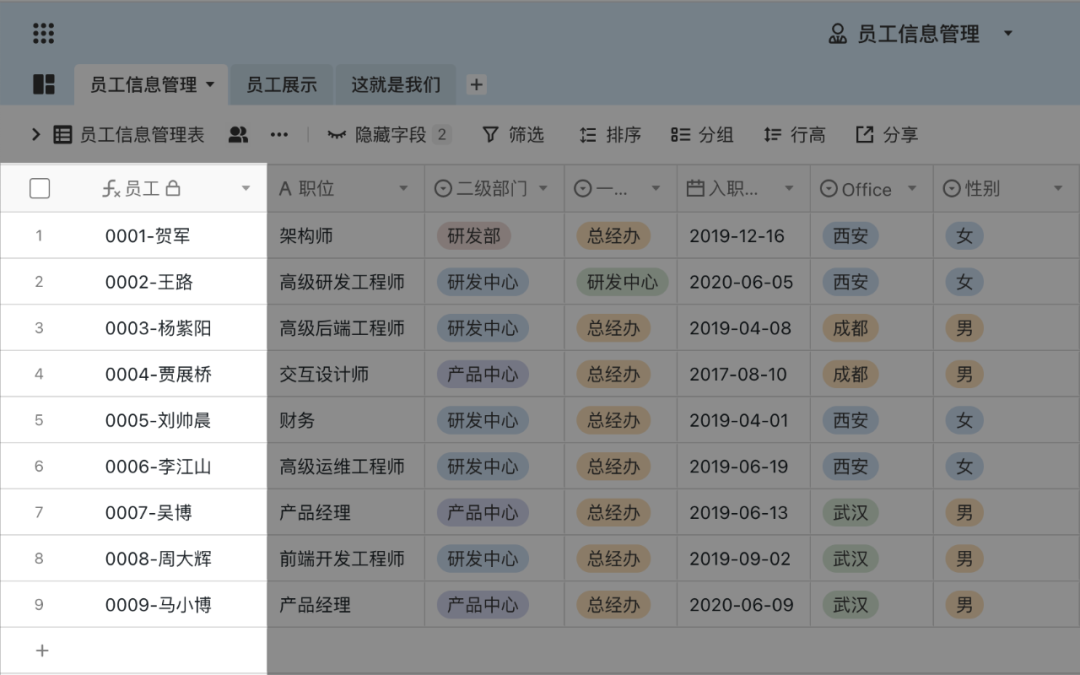 员工信息管理
员工信息管理 员工展示 这就是我们 +
员工信息管理表 ••• 隐藏字段 2 筛选 排序 分组 行高 分享
fx 员工 A 职位 二级部门 一... 入职... Office 性别
1 0001-贺军 架构师 研发部 总经办 2019-12-16 西安 女
2 0002-王路 高级研发工程师 研发中心 研发中心 2020-06-05 西安 女
3 0003-杨紫阳 高级后端工程师 研发中心 总经办 2019-04-08 成都 男
4 0004-贾展桥 交互设计师 产品中心 总经办 2017-08-10 成都 男
5 0005-刘帅晨 财务 研发中心 总经办 2019-04-01 西安 女
6 0006-李江山 高级运维工程师 研发中心 总经办 2019-06-19 西安 女
7 0007-吴博 产品经理 产品中心 总经办 2019-06-13 武汉 男
8 0008-周大辉 前端开发工程师 研发中心 总经办 2019-09-02 武汉 男
9 0009-马小博 产品经理 产品中心 总经办 2020-06-09 武汉 男
+